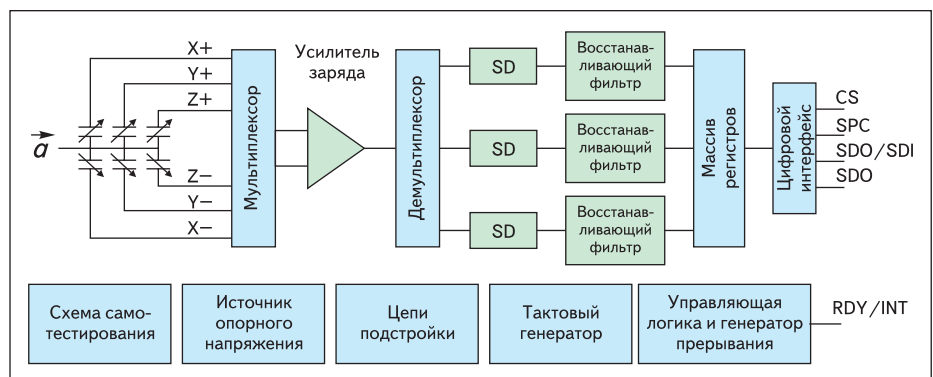 a
X+
Y+
Z+
Z−
Y−
X−
Мультиплексор
Усилитель
заряда
Демультиплексор
SD
SD
SD
Восстанав-
ливающий
фильтр
Восстанав-
ливающий
фильтр
Восстанав-
ливающий
фильтр
Массив
регистров
Цифровой
интерфейс
CS
SPC
SDO/SDI
SDO
Схема само-
тестирования
Источник
опорного
напряжения
Цепи
подстройки
Тактовый
генератор
Управляющая
логика и генератор
прерывания
RDY/INT